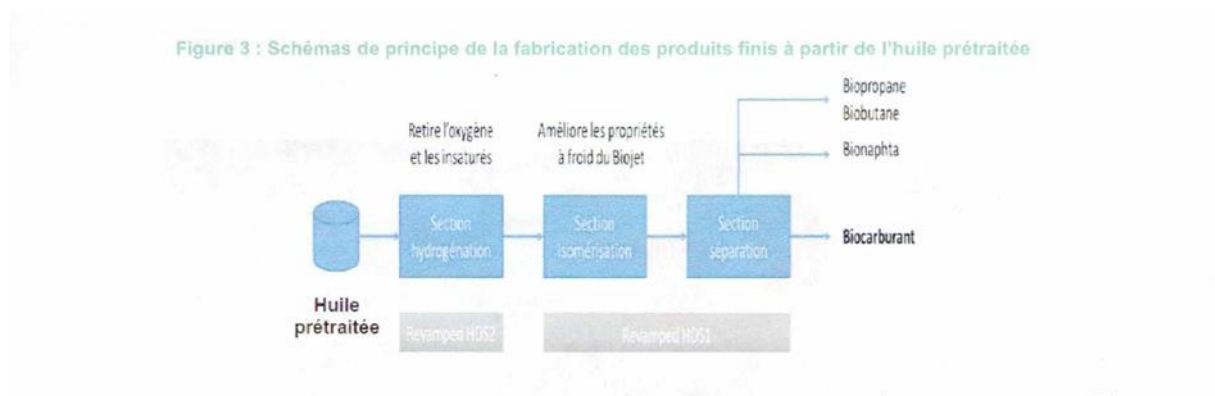 Figure 3 : Schémas de principe de la fabrication des produits finis à partir de l'huile prétraitée
Retire l'oxygène
et les insaturés
Améliore les propriétés
à froid du Biojet
Biopropane
Biobutane
Bionaphta
Section
hydrogénation
Section
isomérisation
Section
séparation
Biocarburant
Huile
prétraitée
Revamped HDS2
Revamped HDS1